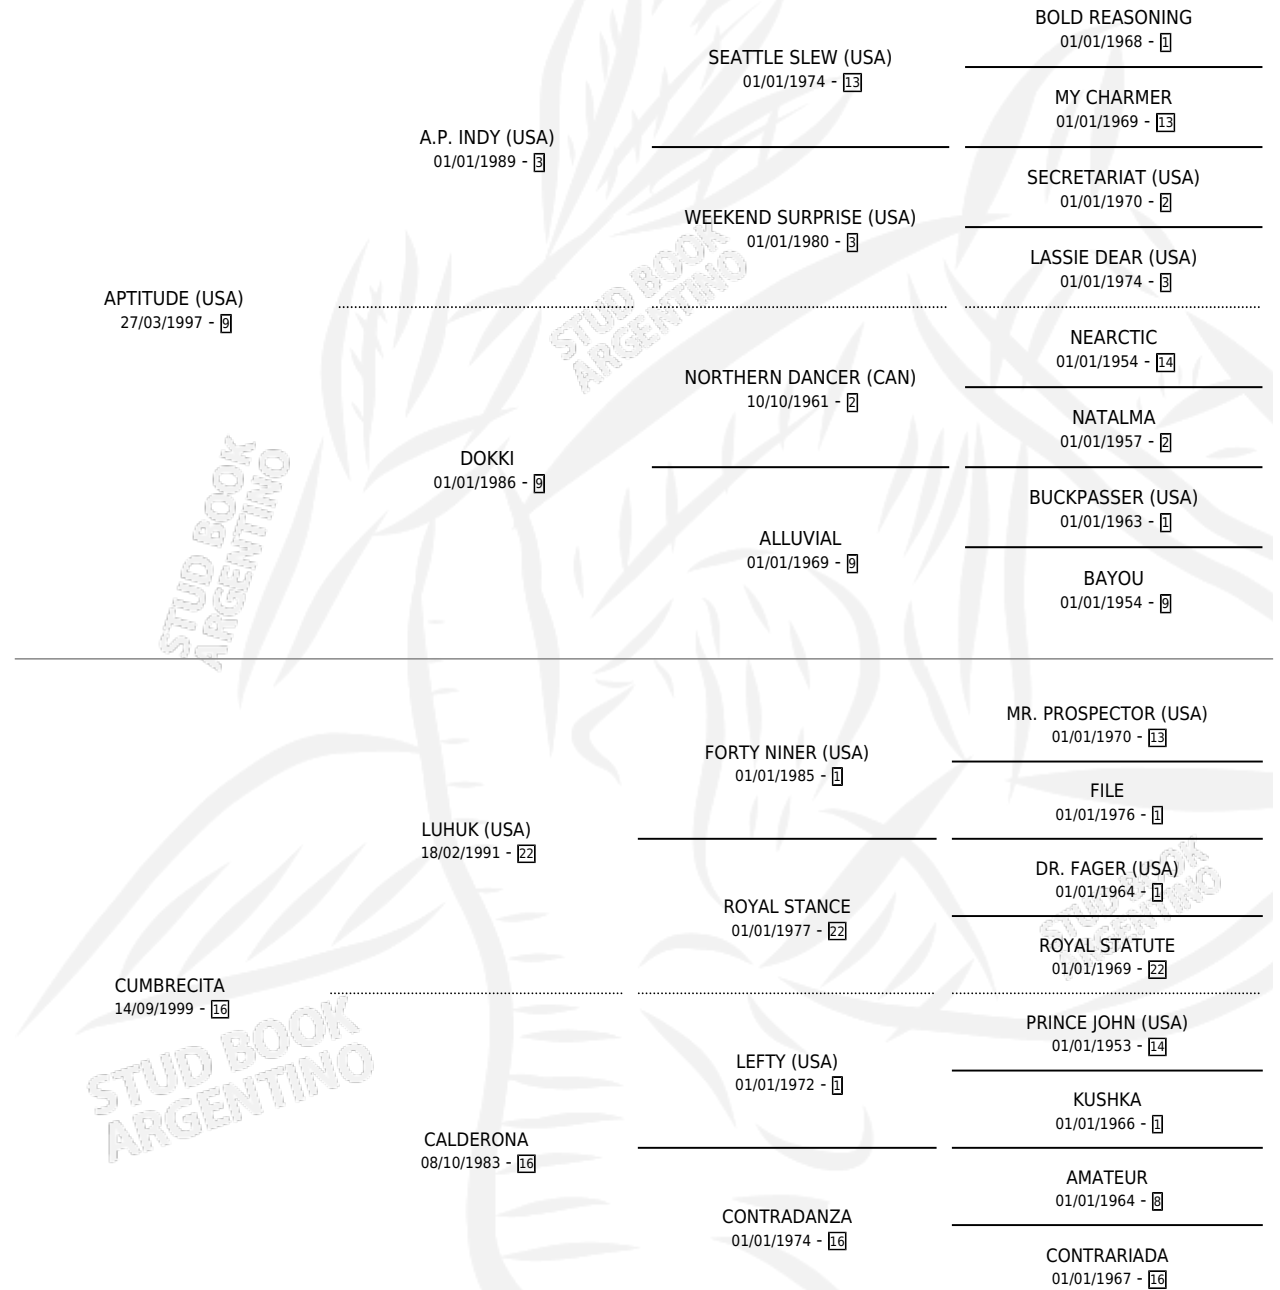 BOLD REASONING
01/01/1968 - 1
SEATTLE SLEW (USA)
01/01/1974 - 13
MY CHARMER
01/01/1969 - 13
A.P. INDY (USA)
01/01/1989 - 3
SECRETARIAT (USA)
01/01/1970 - 2
WEEKEND SURPRISE (USA)
01/01/1980 - 3
LASSIE DEAR (USA)
01/01/1974 - 3
STUD BOOK
ARGENTINO
APTITUDE (USA)
27/03/1997 - 9
NEARCTIC
01/01/1954 - 14
NORTHERN DANCER (CAN)
10/10/1961 - 2
NATALMA
01/01/1957 - 2
DOKKI
01/01/1986 - 9
BUCKPASSER (USA)
01/01/1963 - 1
ALLUVIAL
01/01/1969 - 9
BAYOU
01/01/1954 - 9
STUD BOOK
ARGENTINO
MR. PROSPECTOR (USA)
01/01/1970 - 13
FORTY NINER (USA)
01/01/1985 - 1
FILE
01/01/1976 - 1
LUHUK (USA)
18/02/1991 - 22
DR. FAGER (USA)
01/01/1964 - 1
ROYAL STANCE
01/01/1977 - 22
ROYAL STATUTE
01/01/1969 - 22
STUD BOOK
ARGENTINO
CUMBRECITA
14/09/1999 - 16
PRINCE JOHN (USA)
01/01/1953 - 14
LEFTY (USA)
01/01/1972 - 1
KUSHKA
01/01/1966 - 1
STUD BOOK
ARGENTINO
CALDERONA
08/10/1983 - 16
AMATEUR
01/01/1964 - 8
CONTRADANZA
01/01/1974 - 16
CONTRARIADA
01/01/1967 - 16